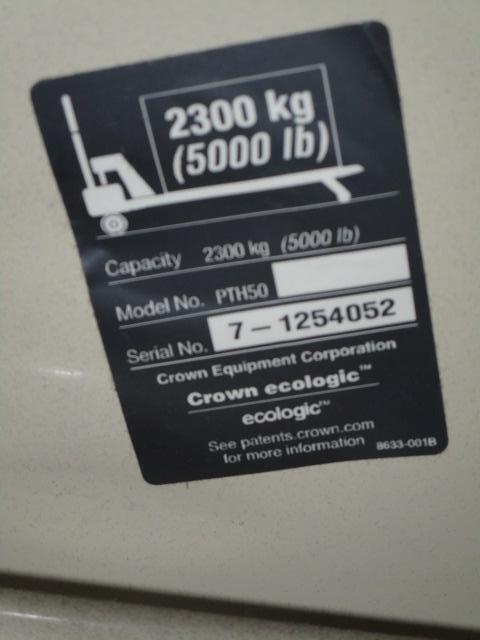 2300 kg
(5000 lb)
Capacity 2300 kg (5000 lb)
Model No. PTH50
Serial No. 7-1254052
Crown Equipment Corporation
Crown ecologic™
ecologic™
See patents.crown.com
for more information 8633-001B